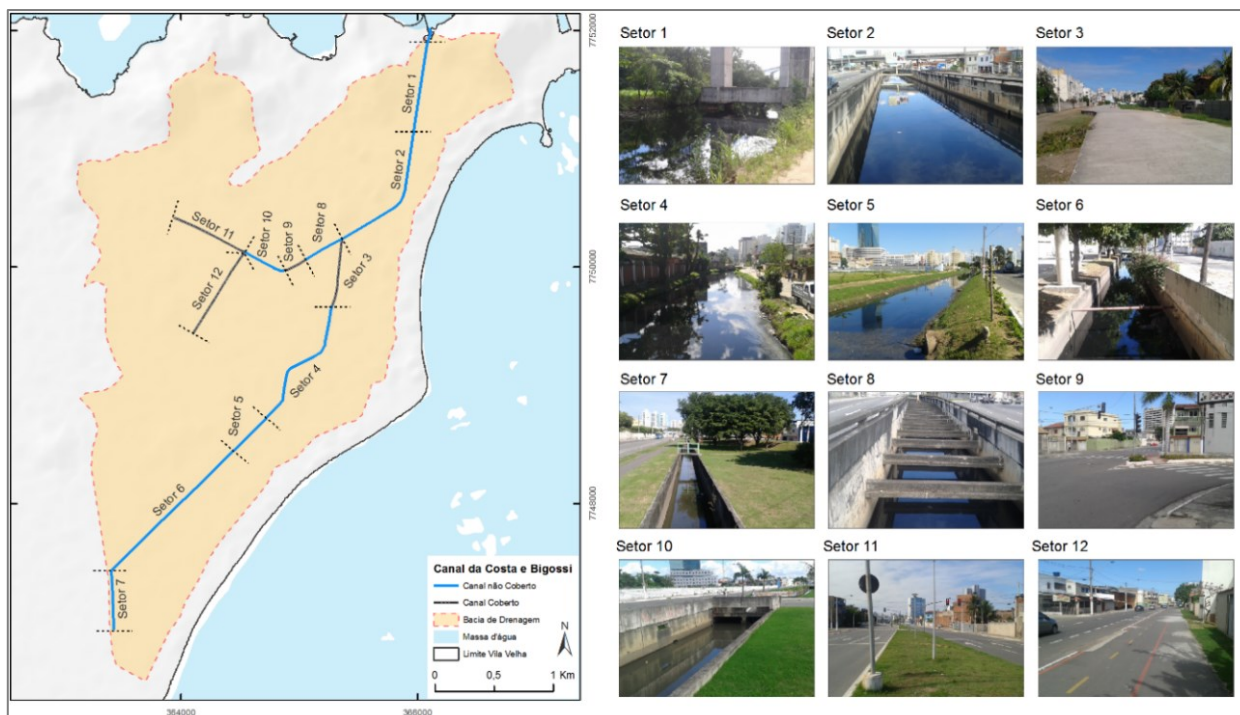 Setor 1
Setor 2
Setor 3
Setor 4
Setor 5
Setor 6
Setor 7
Setor 8
Setor 9
Setor 10
Setor 11
Setor 12
Canal da Costa e Bigossi
Canal não Coberto
Canal Coberto
Bacia de Drenagem
Massa d'água
Limite Vila Velha
N
0 0,5 1 Km
7752000
7750000
7748000
364000
366000
Setor 1
Setor 2
Setor 3
Setor 4
Setor 5
Setor 6
Setor 7
Setor 8
Setor 9
Setor 10
Setor 11
Setor 12